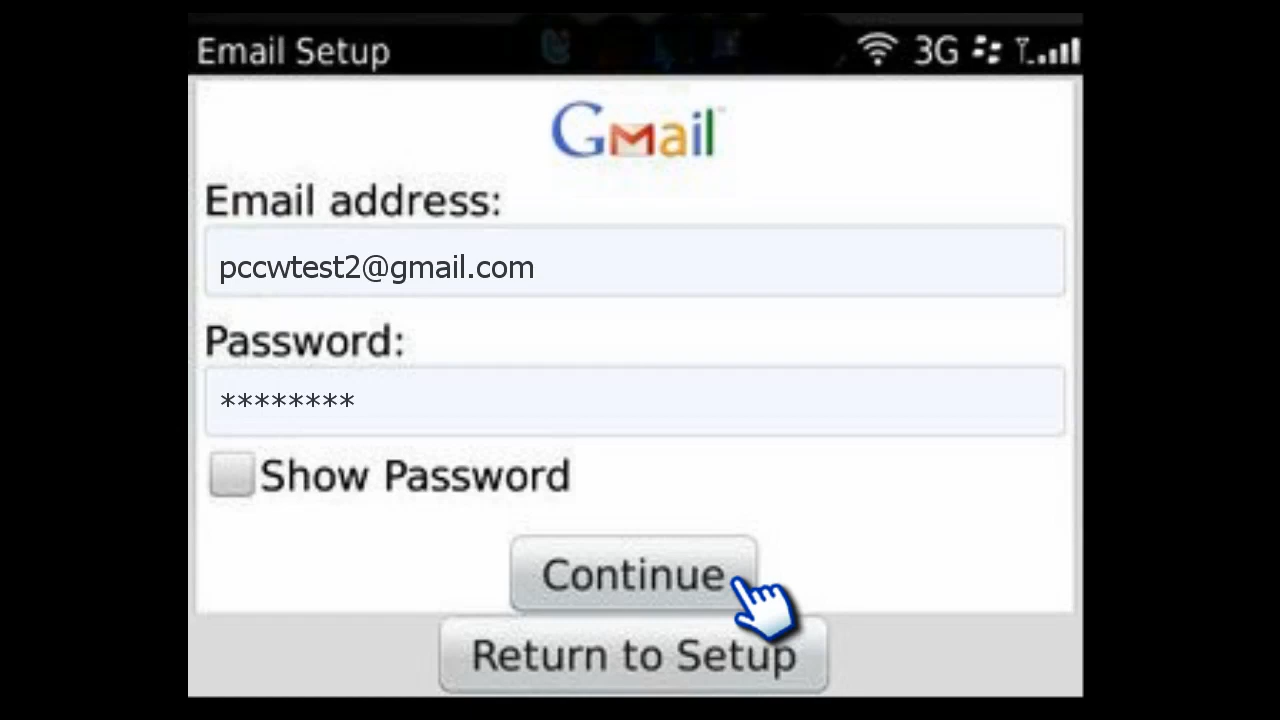 Email Setup 3G
Gmail
Email address:
pccwtest2@gmail.com
Password:
********
Show Password
Continue
Return to Setup